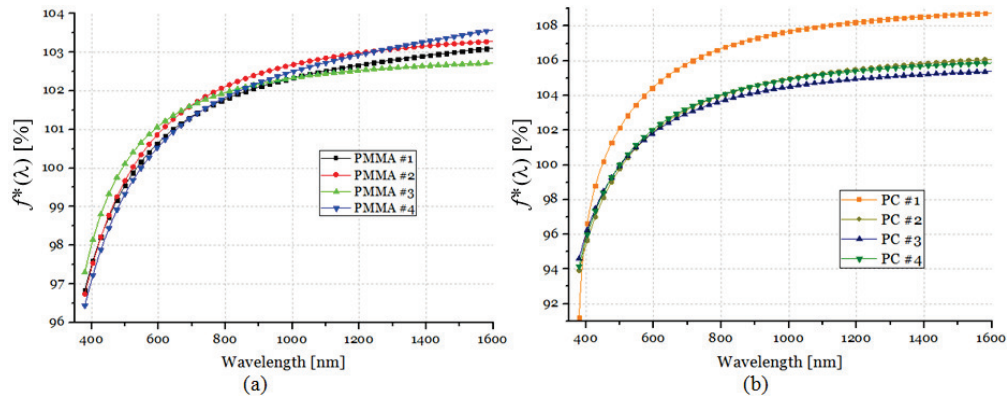 104
103
102
101
100
99
98
97
96
f*(λ) [%]
PMMA #1
PMMA #2
PMMA #3
PMMA #4
400 600 800 1000 1200 1400 1600
Wavelength [nm]
(a)
108
106
104
102
100
98
96
94
92
f*(λ) [%]
PC #1
PC #2
PC #3
PC #4
400 600 800 1000 1200 1400 1600
Wavelength [nm]
(b)